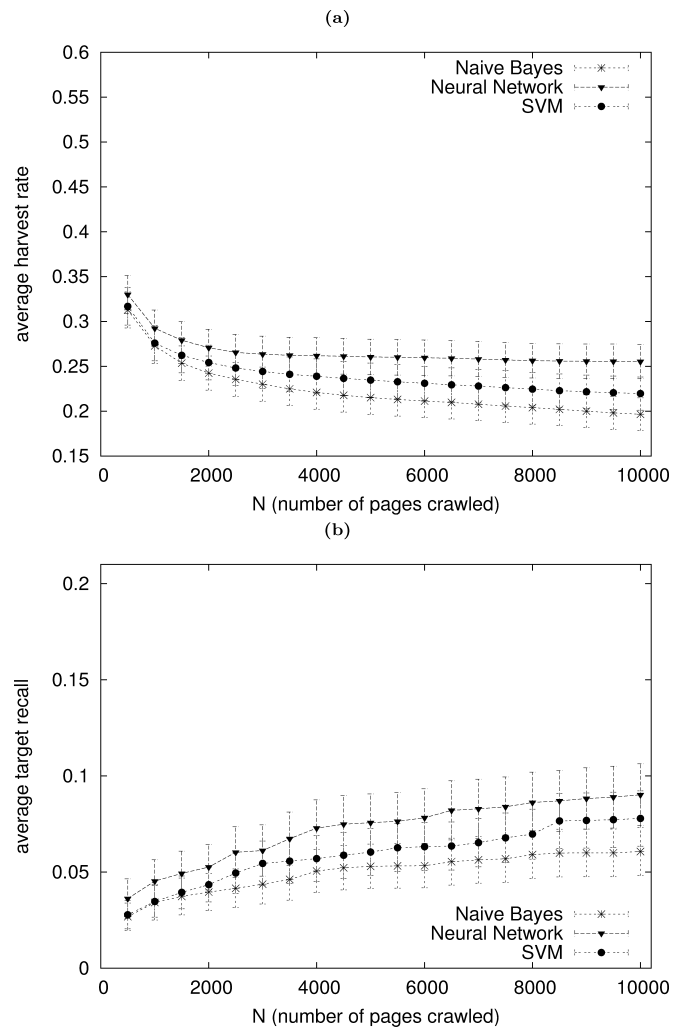 (a)
0.6
0.55
0.5
0.45
0.4
0.35
0.3
0.25
0.2
0.15
average harvest rate
Naive Bayes
Neural Network
SVM
0 2000 4000 6000 8000 10000
N (number of pages crawled)
(b)
0.2
0.15
0.1
0.05
0
average target recall
Naive Bayes
Neural Network
SVM
0 2000 4000 6000 8000 10000
N (number of pages crawled)